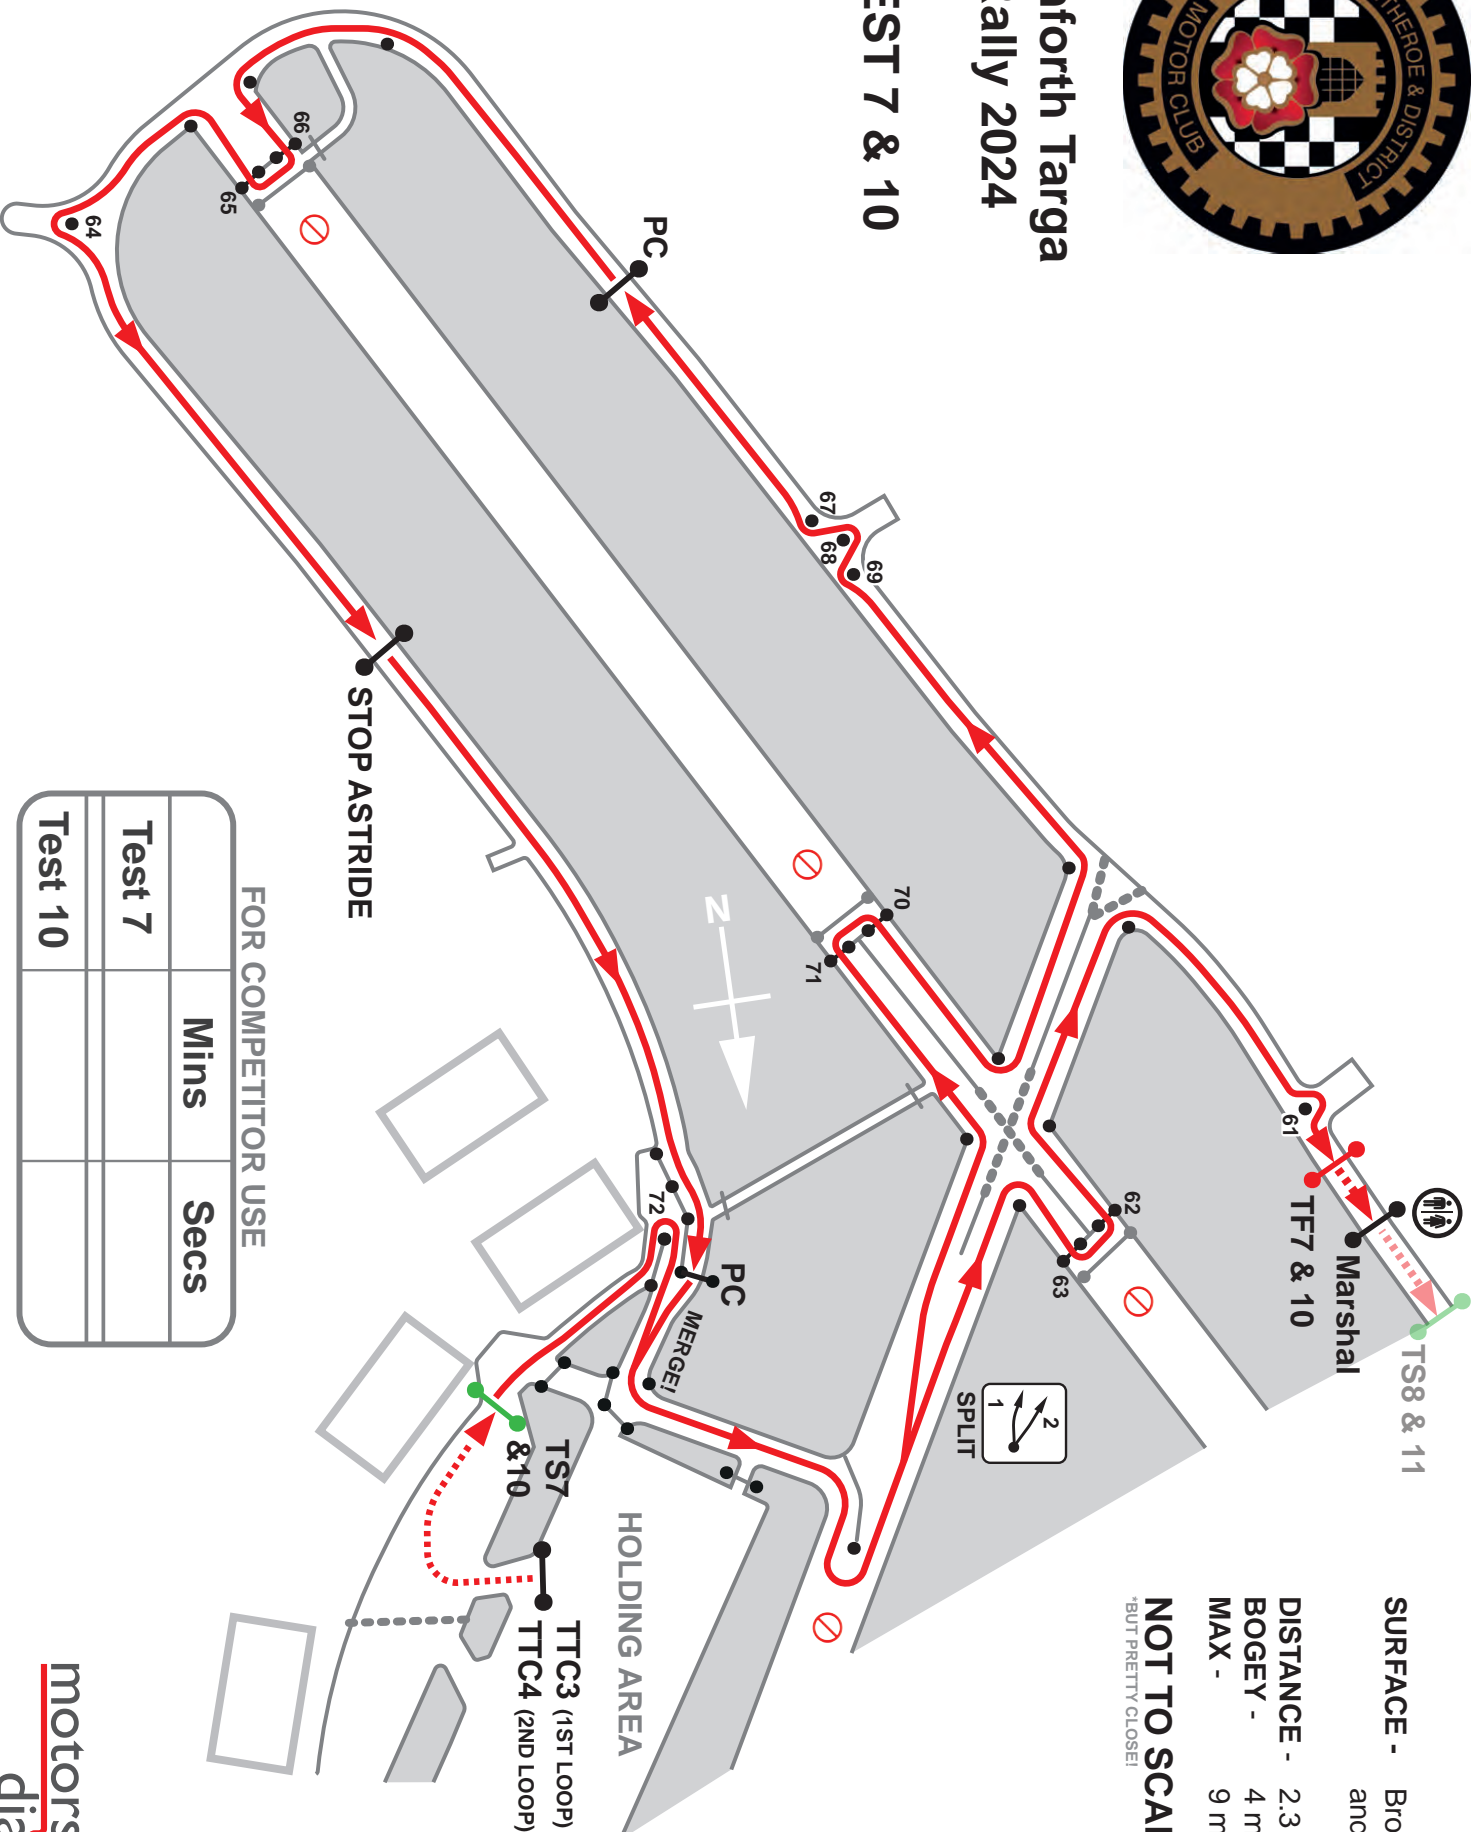 THEROE & DISTRICT
MOTOR CLUB
nforth Targa
Rally 2024
EST 7 & 10
SURFACE -
DISTANCE - 2.3
BOGEY - 4 m
MAX - 9 m
NOT TO SCAL
*BUT PRETTY CLOSE!
TS8 & 11
Marshal
TF7 & 10
61
62
63
SPLIT
1
2
PC
67
68
69
70
71
66
65
64
N
STOP ASTRIDE
72
PC
MERGE!
TS7
&10
HOLDING AREA
TTC3 (1ST LOOP)
TTC4 (2ND LOOP)
FOR COMPETITOR USE
Mins Secs
Test 7
Test 10
motors
dia